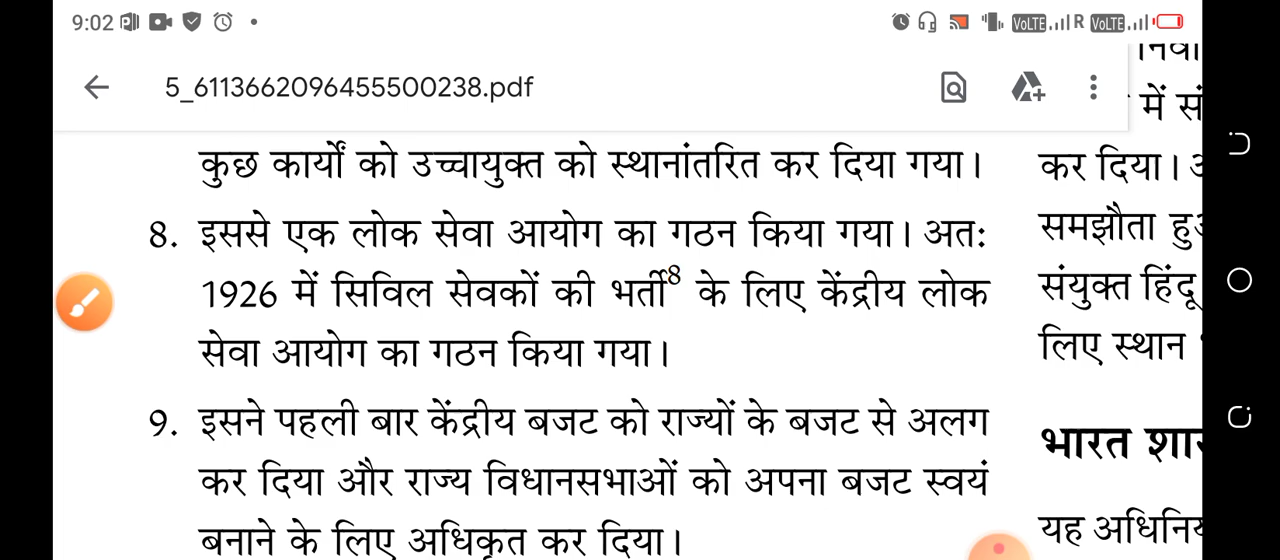 9:02
VoLTE R VoLTE
5_6113662096455500238.pdf
कुछ कार्यों को उच्चायुक्त को स्थानांतरित कर दिया गया।
8. इससे एक लोक सेवा आयोग का गठन किया गया। अतः
1926 में सिविल सेवकों की भर्ती8 के लिए केंद्रीय लोक
सेवा आयोग का गठन किया गया।
9. इसने पहली बार केंद्रीय बजट को राज्यों के बजट से अलग
कर दिया और राज्य विधानसभाओं को अपना बजट स्वयं
बनाने के लिए अधिकृत कर दिया।
में
कर दिया।
समझौता
संयुक्त हिंदू
लिए स्थान
भारत
यह